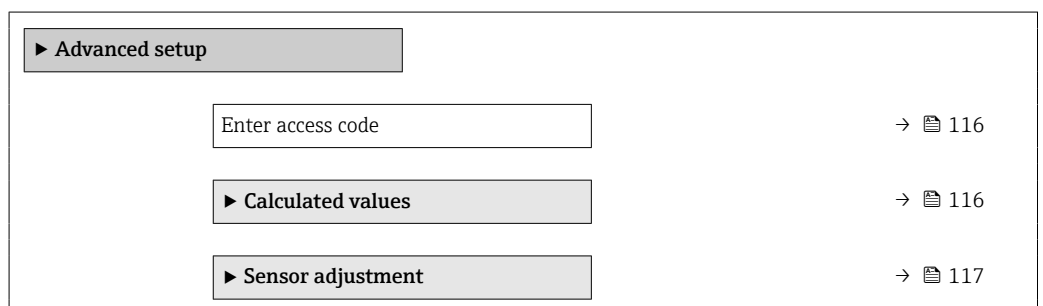 ▶ Advanced setup
Enter access code → 116
▶ Calculated values → 116
▶ Sensor adjustment → 117